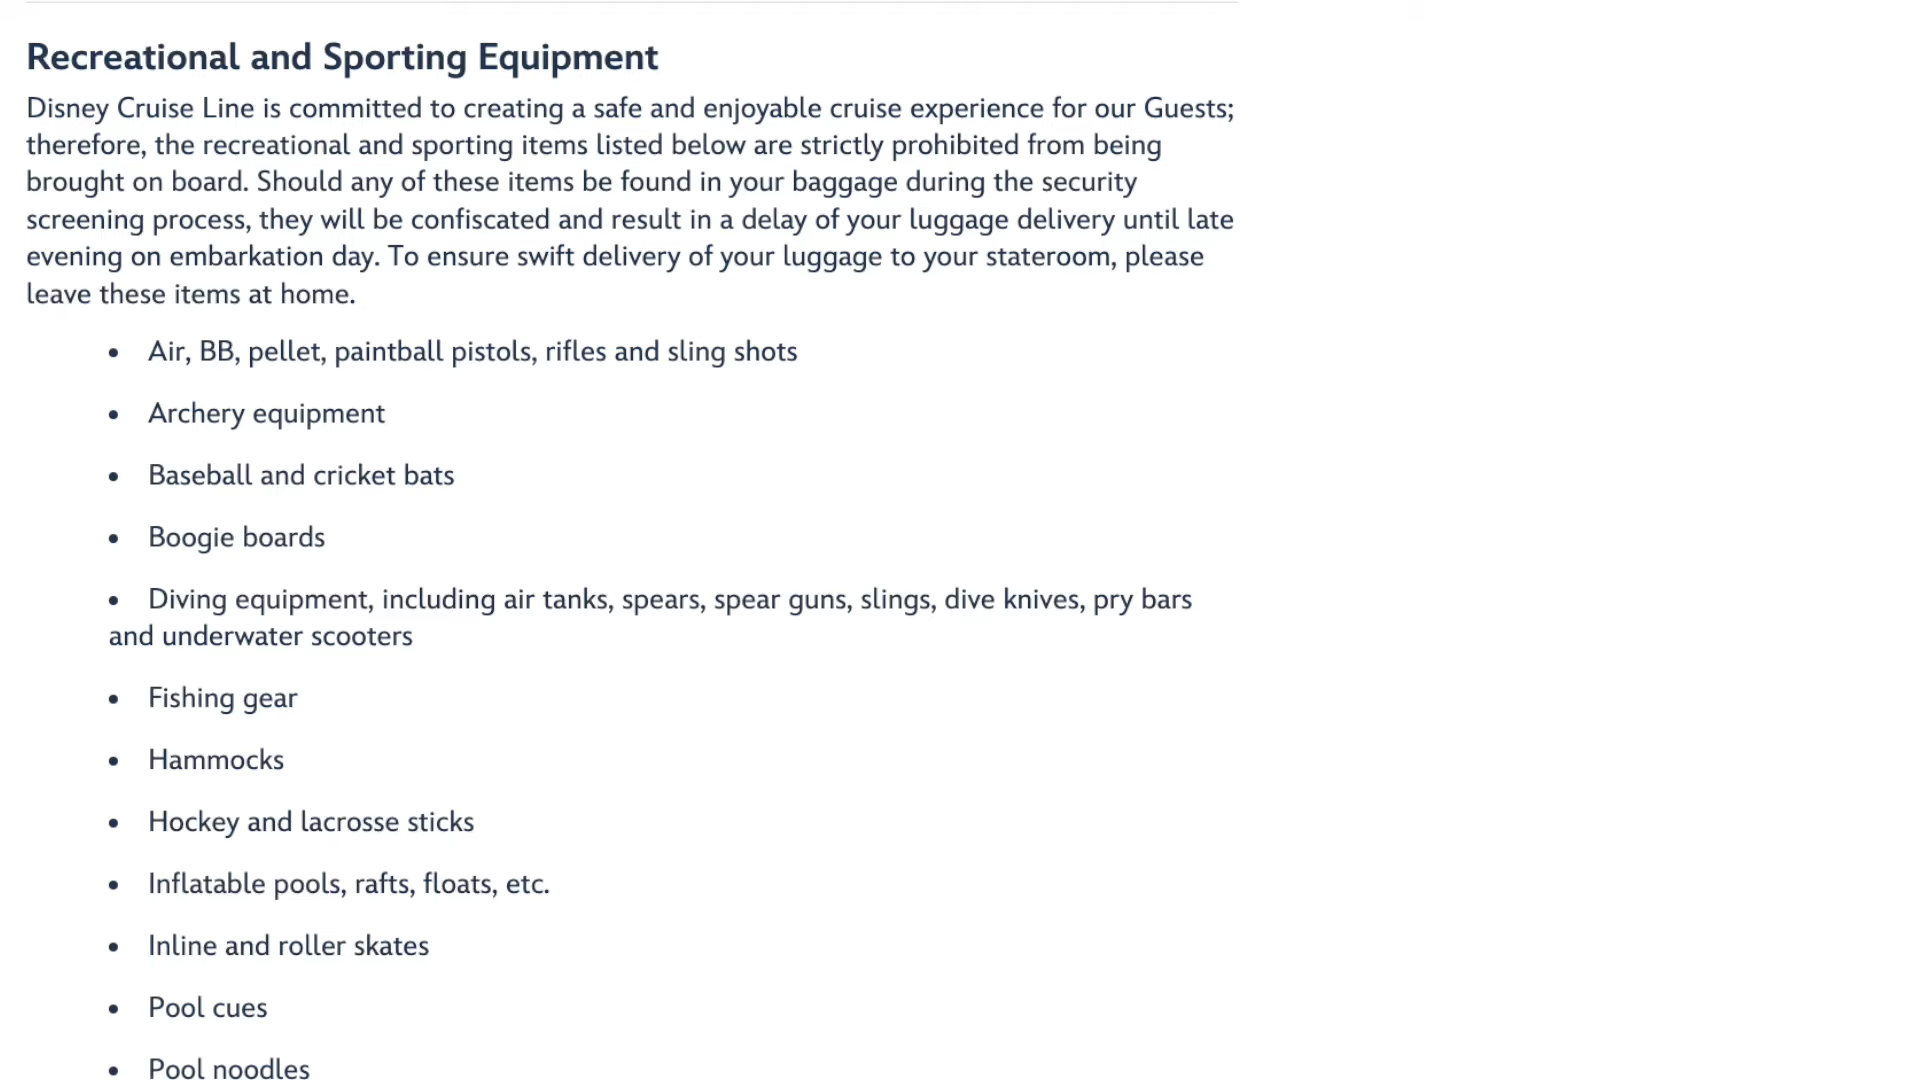 Recreational and Sporting Equipment
Disney Cruise Line is committed to creating a safe and enjoyable cruise experience for our Guests;
therefore, the recreational and sporting items listed below are strictly prohibited from being
brought on board. Should any of these items be found in your baggage during the security
screening process, they will be confiscated and result in a delay of your luggage delivery until late
evening on embarkation day. To ensure swift delivery of your luggage to your stateroom, please
leave these items at home.
• Air, BB, pellet, paintball pistols, rifles and sling shots
• Archery equipment
• Baseball and cricket bats
• Boogie boards
• Diving equipment, including air tanks, spears, spear guns, slings, dive knives, pry bars
and underwater scooters
• Fishing gear
• Hammocks
• Hockey and lacrosse sticks
• Inflatable pools, rafts, floats, etc.
• Inline and roller skates
• Pool cues
• Pool noodles